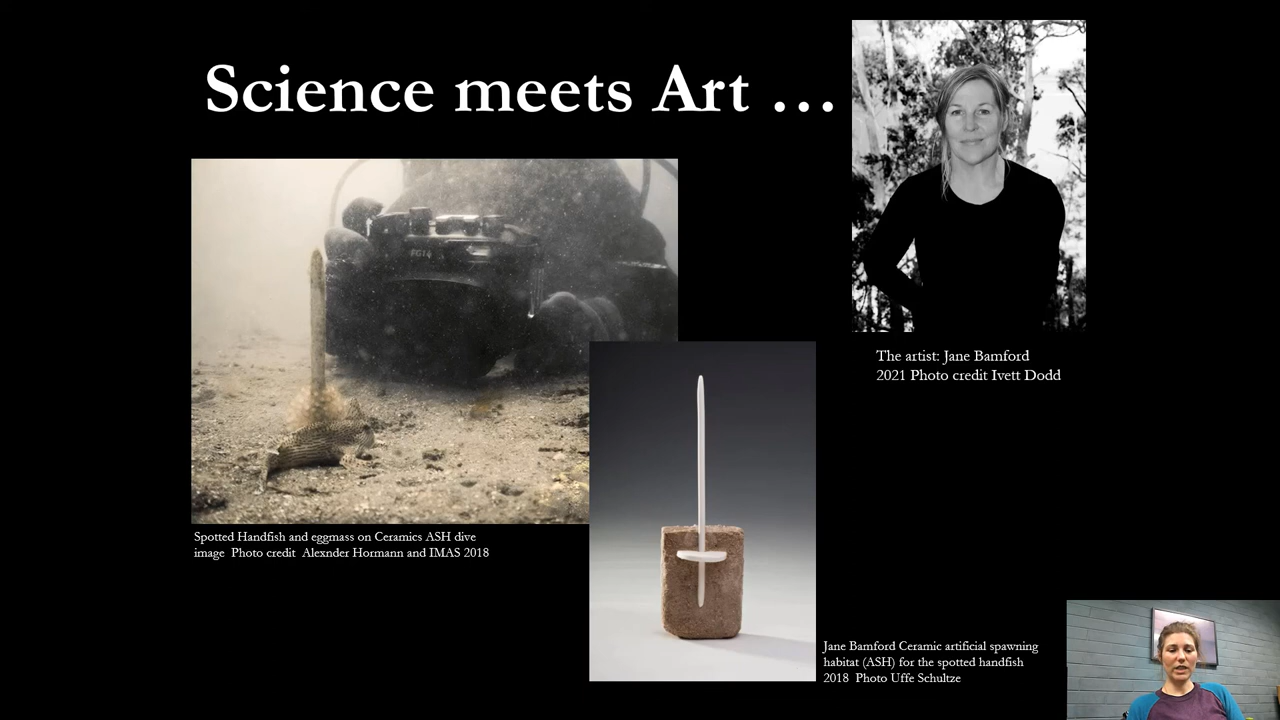 Science meets Art ...
The artist: Jane Bamford
2021 Photo credit Ivett Dodd
Spotted Handfish and eggmass on Ceramics ASH dive
image  Photo credit  Alexnder Hormann and IMAS 2018
Jane Bamford Ceramic artificial spawning
habitat (ASH) for the spotted handfish
2018  Photo Uffe Schultze